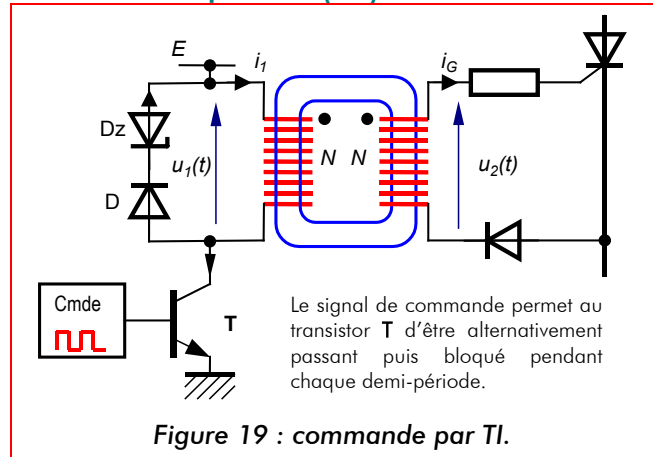 E
i1
iG
Dz
u1(t)
N
N
u2(t)
D
Cmde
T
Le signal de commande permet au
transistor T d'être alternativement
passant puis bloqué pendant
chaque demi-période.
Figure 19 : commande par TI.